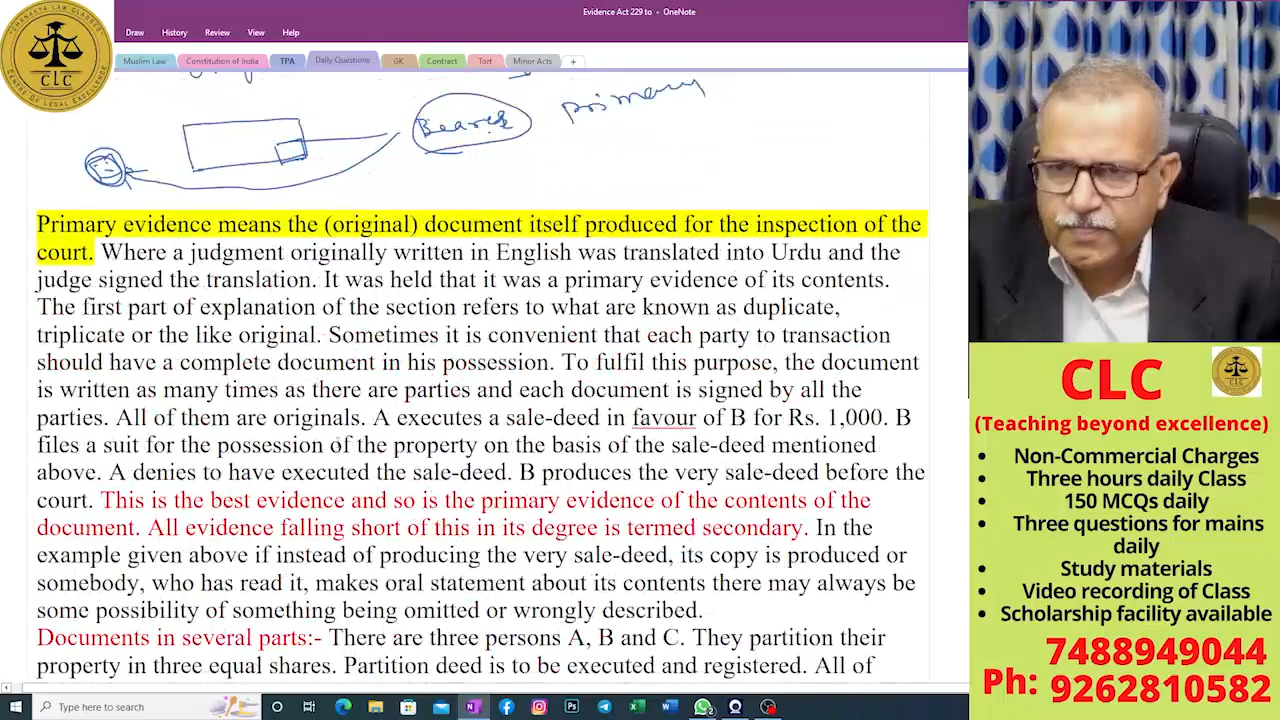 Evidence Act 229 to - OneNote
Draw History Review View Help
Muslim Law Constitution of India TPA Daily Questions GK Contract Tort Minor Acts +
"CHANAKYA LAW CLASSES"
CLC
CENTRE OF LEGAL EXCELLENCE
primary
Bearer
Primary evidence means the (original) document itself produced for the inspection of the
court. Where a judgment originally written in English was translated into Urdu and the
judge signed the translation. It was held that it was a primary evidence of its contents.
The first part of explanation of the section refers to what are known as duplicate,
triplicate or the like original. Sometimes it is convenient that each party to transaction
should have a complete document in his possession. To fulfil this purpose, the document
is written as many times as there are parties and each document is signed by all the
parties. All of them are originals. A executes a sale-deed in favour of B for Rs. 1,000. B
files a suit for the possession of the property on the basis of the sale-deed mentioned
above. A denies to have executed the sale-deed. B produces the very sale-deed before the
court. This is the best evidence and so is the primary evidence of the contents of the
document. All evidence falling short of this in its degree is termed secondary. In the
example given above if instead of producing the very sale-deed, its copy is produced or
somebody, who has read it, makes oral statement about its contents there may always be
some possibility of something being omitted or wrongly described.
Documents in several parts:- There are three persons A, B and C. They partition their
property in three equal shares. Partition deed is to be executed and registered. All of
Type here to search
CLC
(Teaching beyond excellence)
• Non-Commercial Charges
• Three hours daily Class
• 150 MCQs daily
• Three questions for mains
daily
• Study materials
• Video recording of Class
• Scholarship facility available
7488949044
Ph: 9262810582